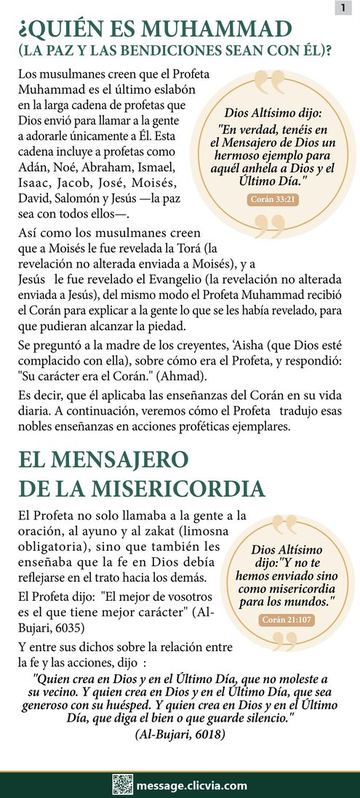 1
¿QUIÉN ES MUHAMMAD
(LA PAZ Y LAS BENDICIONES SEAN CON ÉL)?
Los musulmanes creen que el Profeta
Muhammad es el último eslabón
en la larga cadena de profetas que
Dios envió para llamar a la gente
a adorarle únicamente a Él. Esta
cadena incluye a profetas como
Adán, Noé, Abraham, Ismael,
Isaac, Jacob, José, Moisés,
David, Salomón y Jesús —la paz
sea con todos ellos—.
Dios Altísimo dijo:
"En verdad, tenéis en
el Mensajero de Dios un
hermoso ejemplo para
aquél anhela a Dios y el
Último Día."
Corán 33:21
Así como los musulmanes creen
que a Moisés le fue revelada la Torá (la
revelación no alterada enviada a Moisés), y a
Jesús le fue revelado el Evangelio (la revelación no alterada
enviada a Jesús), del mismo modo el Profeta Muhammad recibió
el Corán para explicar a la gente lo que se les había revelado, para
que pudieran alcanzar la piedad.
Se preguntó a la madre de los creyentes, ‘Aisha (que Dios esté
complacido con ella), sobre cómo era el Profeta, y respondió:
"Su carácter era el Corán." (Ahmad).
Es decir, que él aplicaba las enseñanzas del Corán en su vida
diaria. A continuación, veremos cómo el Profeta tradujo esas
nobles enseñanzas en acciones proféticas ejemplares.
EL MENSAJERO
DE LA MISERICORDIA
El Profeta no solo llamaba a la gente a la
oración, al ayuno y al zakat (limosna
obligatoria), sino que también les
enseñaba que la fe en Dios debía
reflejarse en el trato hacia los demás.
El Profeta dijo: "El mejor de vosotros
es el que tiene mejor carácter" (Al-
Bujari, 6035)
Dios Altísimo
dijo:"Y no te
hemos enviado sino
como misericordia
para los mundos."
Corán 21:107
Y entre sus dichos sobre la relación entre
la fe y las acciones, dijo :
"Quien crea en Dios y en el Último Día, que no moleste a
su vecino. Y quien crea en Dios y en el Último Día, que sea
generoso con su huésped. Y quien crea en Dios y en el Último
Día, que diga el bien o que guarde silencio."
(Al-Bujari, 6018)
message.clicvia.com